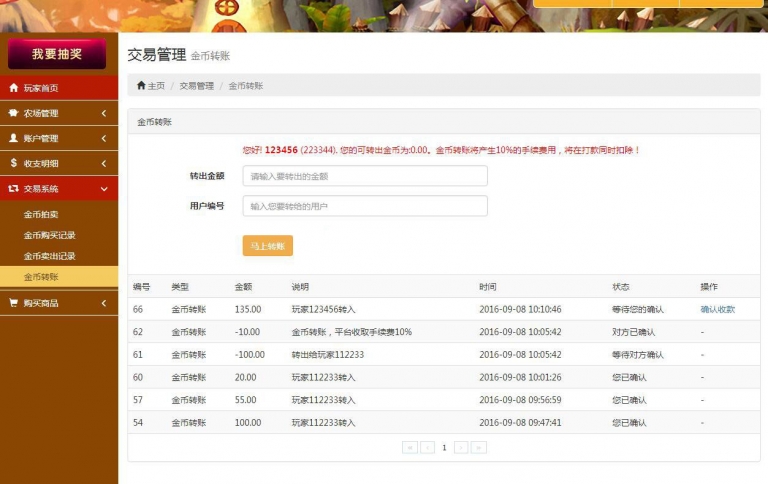 我要抽奖
玩家首页
农场管理
账户管理
收支明细
交易系统
金币拍卖
金币购买记录
金币卖出记录
金币转账
购买商品
交易管理 金币转账
主页 / 交易管理 / 金币转账
金币转账
您好! 123456 (223344). 您的可转出金币为:0.00。金币转账将产生10%的手续费用，将在打款同时扣除！
转出金额 请输入要转出的金额
用户编号 输入您要转给的用户
马上转账
编号 类型 金额 说明 时间 状态 操作
66 金币转账 135.00 玩家123456转入 2016-09-08 10:10:46 等待您的确认 确认收款
62 金币转账 -10.00 金币转账，平台收取手续费10% 2016-09-08 10:05:42 对方已确认 -
61 金币转账 -100.00 转出给玩家112233 2016-09-08 10:05:42 等待对方确认 -
60 金币转账 20.00 玩家112233转入 2016-09-08 10:01:26 您已确认 -
57 金币转账 55.00 玩家112233转入 2016-09-08 09:56:59 您已确认 -
54 金币转账 100.00 玩家112233转入 2016-09-08 09:47:41 您已确认 -
« ‹ 1 › »